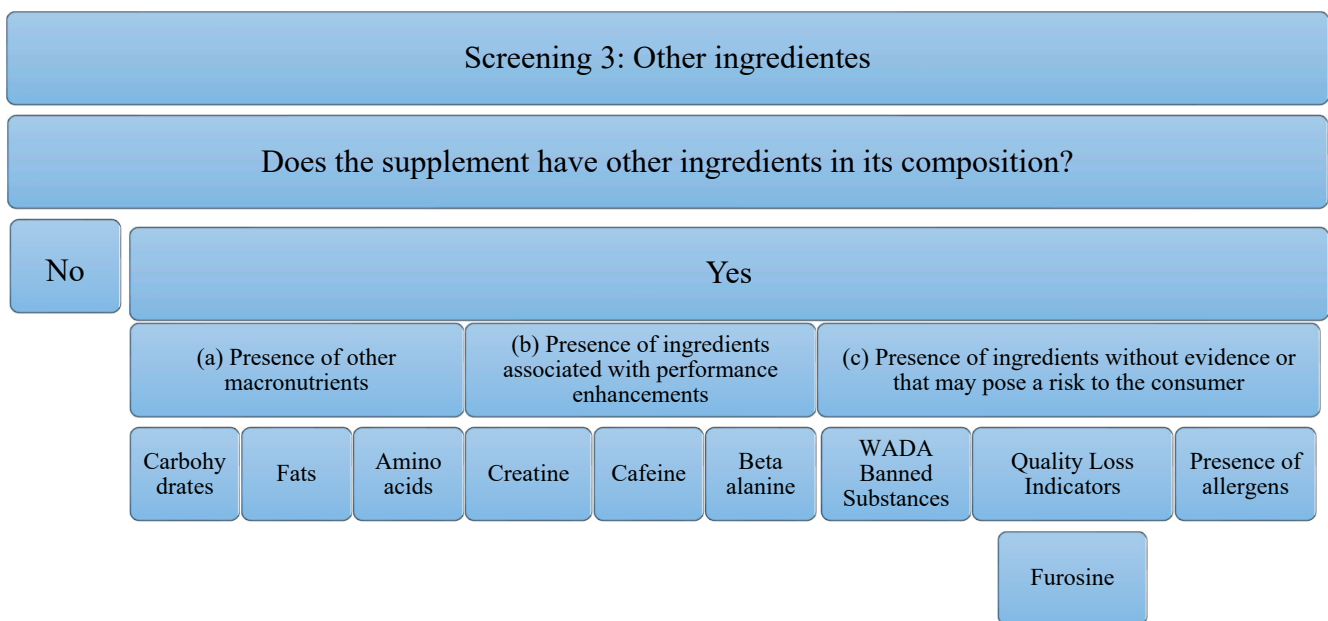 Screening 3: Other ingredientes
Does the supplement have other ingredients in its composition?
No
Yes
(a) Presence of other
macronutrients
(b) Presence of ingredients
associated with performance
enhancements
(c) Presence of ingredients without evidence or
that may pose a risk to the consumer
Carbohy
drates
Fats
Amino
acids
Creatine
Cafeine
Beta
alanine
WADA
Banned
Substances
Quality Loss
Indicators
Presence of
allergens
Furosine